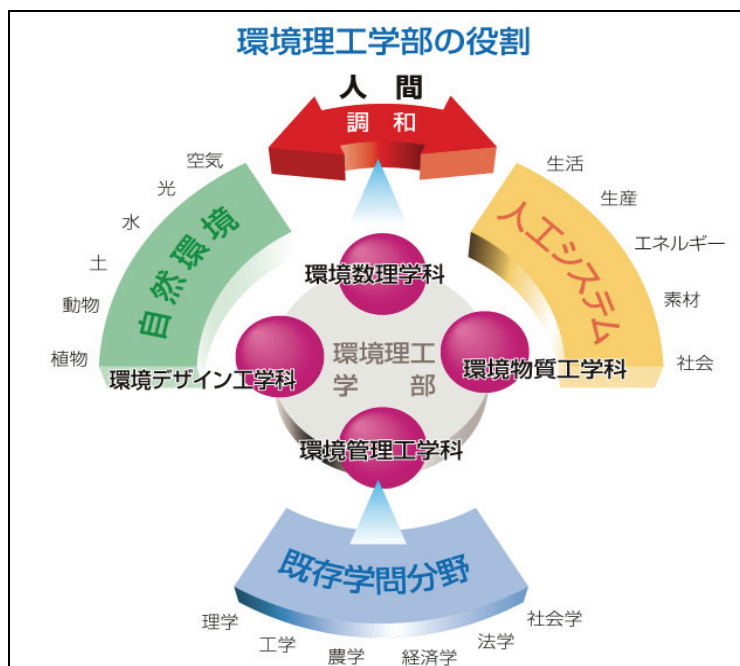 環境理工学部の役割
人 間
調 和
空気
光
水
土
動物
植物
自然環境
生活
生産
エネルギー
素材
社会
人工システム
環境数理学科
環境理工
学 部
環境デザイン工学科
環境物質工学科
環境管理工学科
既存学問分野
理学
工学
農学
経済学
法学
社会学